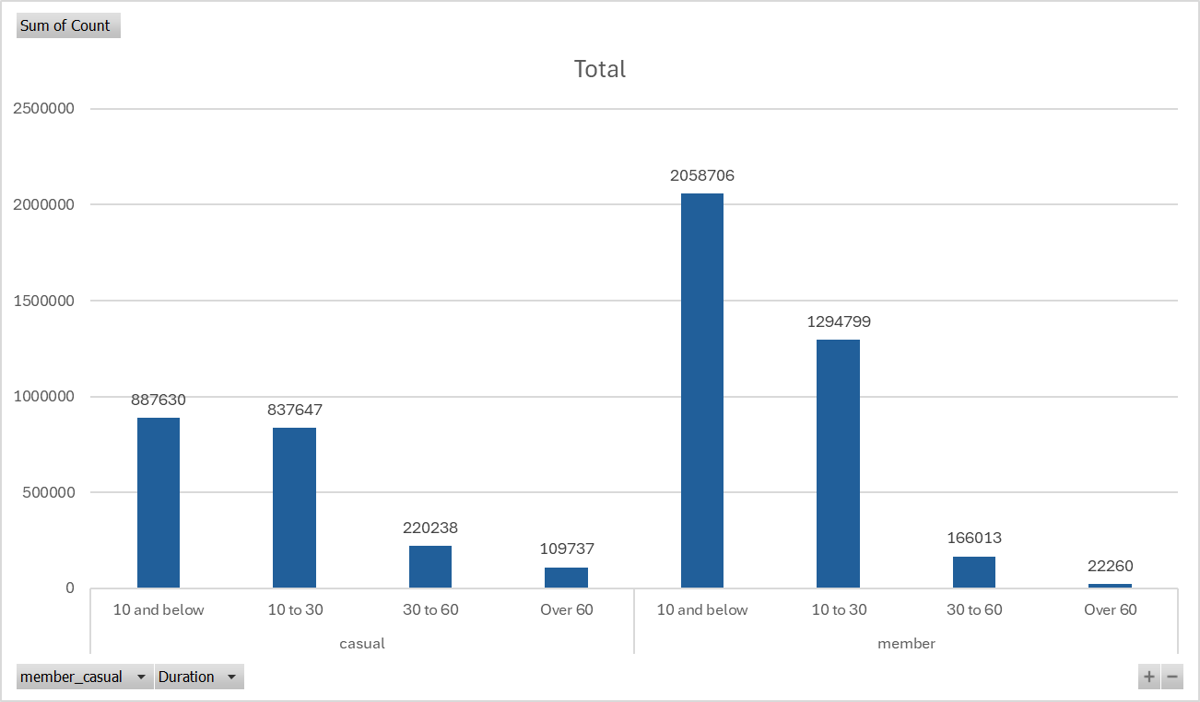 Sum of Count
Total
2500000
2000000
1500000
1000000
500000
0
887630
837647
220238
109737
2058706
1294799
166013
22260
10 and below
10 to 30
30 to 60
Over 60
10 and below
10 to 30
30 to 60
Over 60
casual
member
member_casual
Duration
+
−